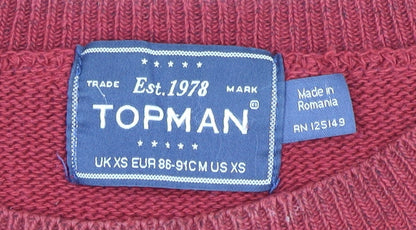 TRADE Est. 1978 MARK
TOPMAN
UK XS EUR 86-91CM US XS
Made in
Romania
RN 125149